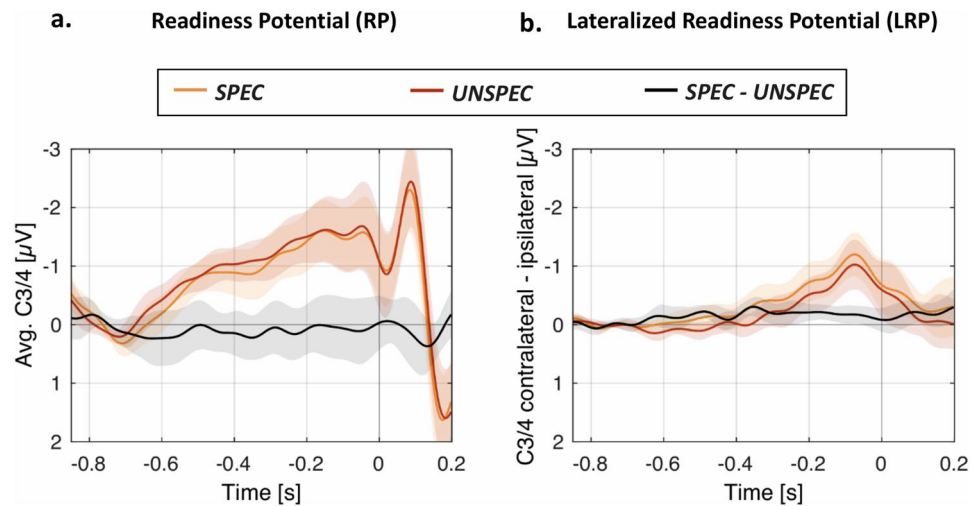 a. Readiness Potential (RP)
b. Lateralized Readiness Potential (LRP)
SPEC UNSPEC SPEC - UNSPEC
Avg. C3/4 [µV]
-3
-2
-1
0
1
2
-0.8 -0.6 -0.4 -0.2 0 0.2
Time [s]
C3/4 contralateral - ipsilateral [µV]
-3
-2
-1
0
1
2
-0.8 -0.6 -0.4 -0.2 0 0.2
Time [s]